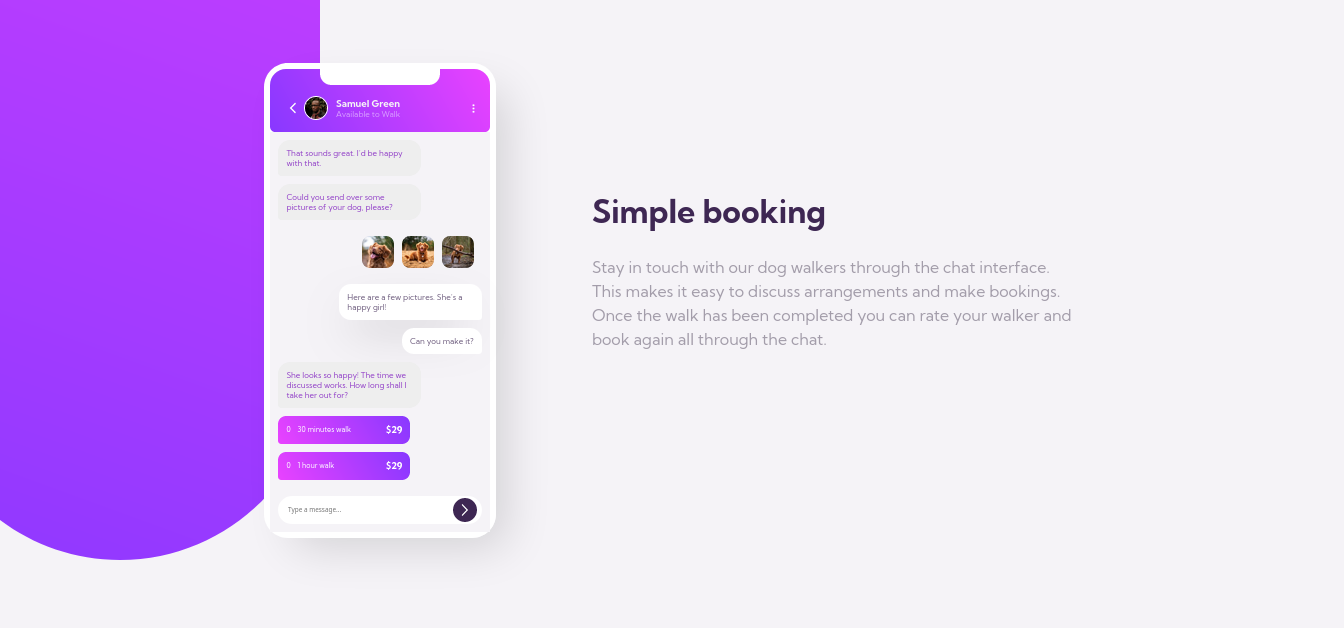 Samuel Green
Available to Walk
That sounds great. I'd be happy
with that.
Could you send over some
pictures of your dog, please?
Here are a few pictures. She's a
happy girl!
Can you make it?
She looks so happy! The time we
discussed works. How long shall I
take her out for?
0 30 minutes walk $29
0 1 hour walk $29
Type a message...
Simple booking
Stay in touch with our dog walkers through the chat interface.
This makes it easy to discuss arrangements and make bookings.
Once the walk has been completed you can rate your walker and
book again all through the chat.